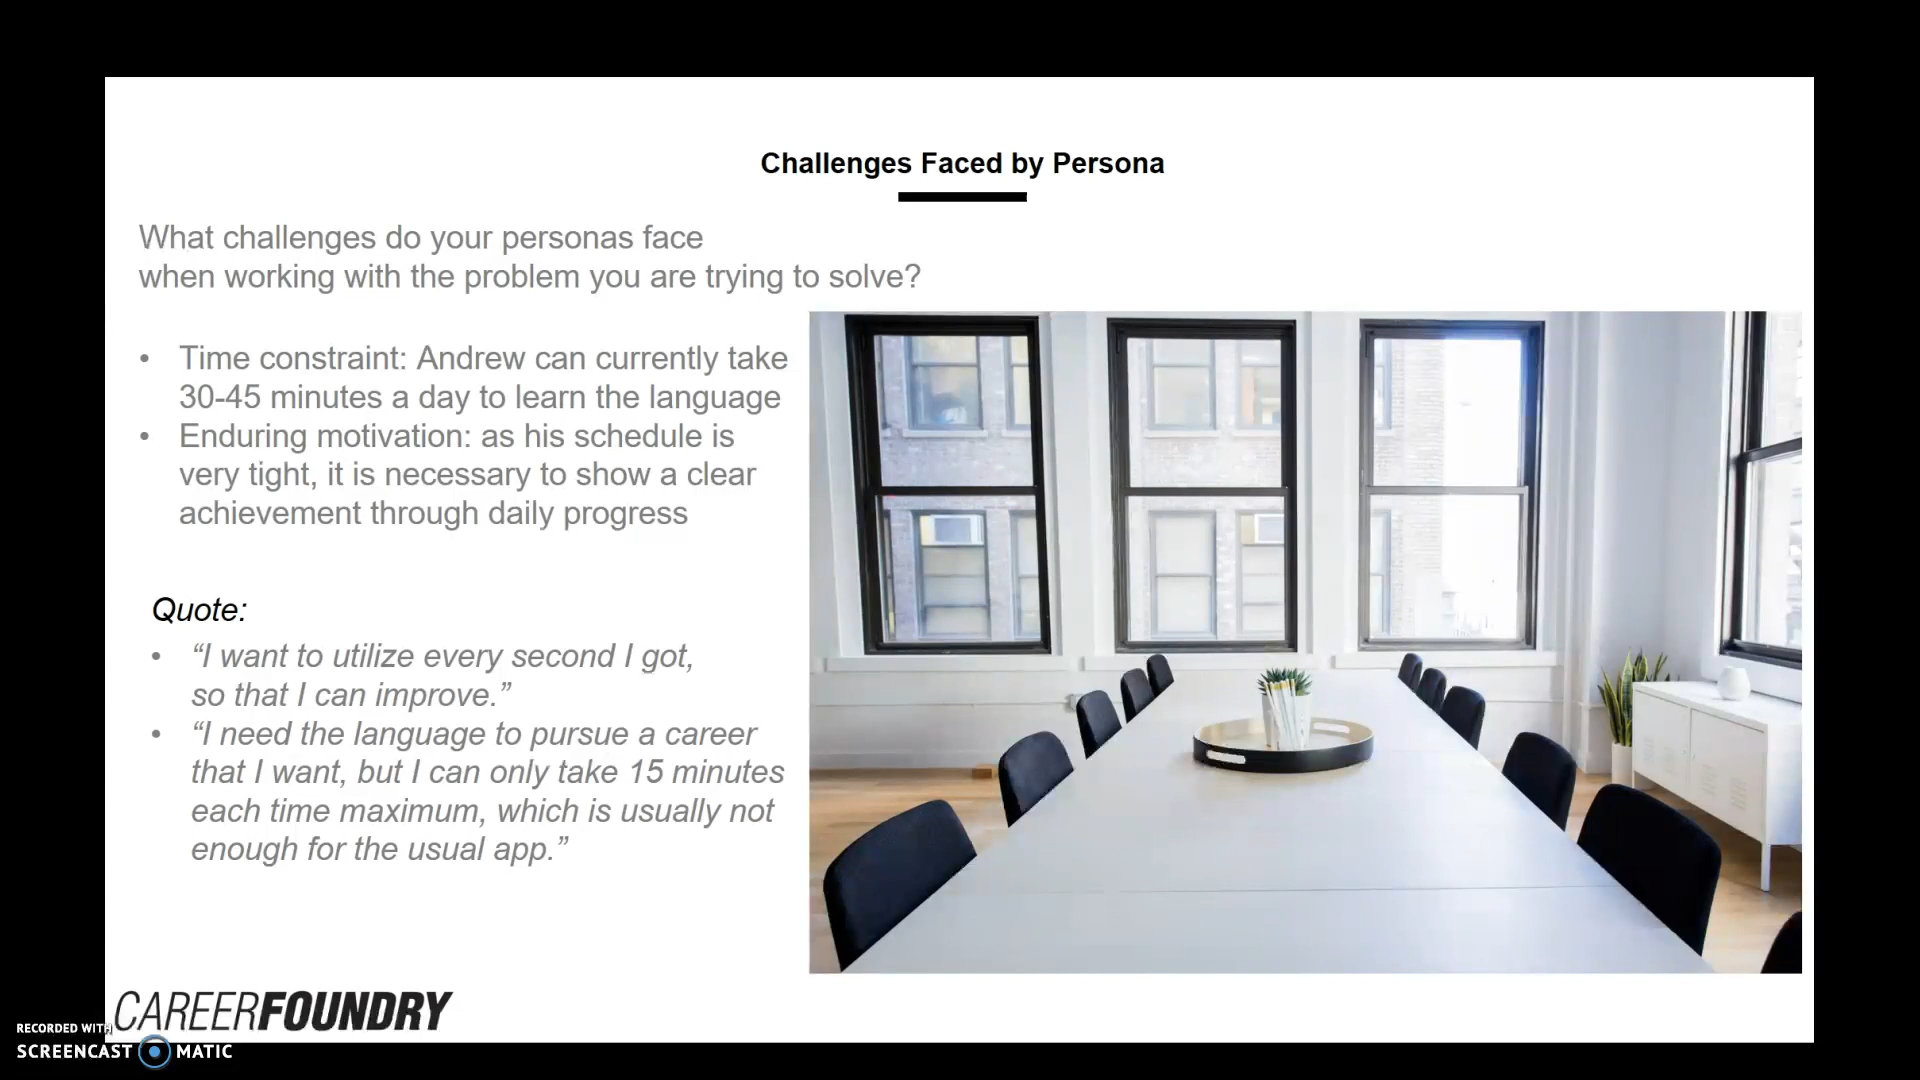 Challenges Faced by Persona
What challenges do your personas face
when working with the problem you are trying to solve?
• Time constraint: Andrew can currently take
30-45 minutes a day to learn the language
• Enduring motivation: as his schedule is
very tight, it is necessary to show a clear
achievement through daily progress
Quote:
• “I want to utilize every second I got,
so that I can improve.”
• “I need the language to pursue a career
that I want, but I can only take 15 minutes
each time maximum, which is usually not
enough for the usual app.”
CAREERFOUNDRY
RECORDED WITH
SCREENCAST MATIC